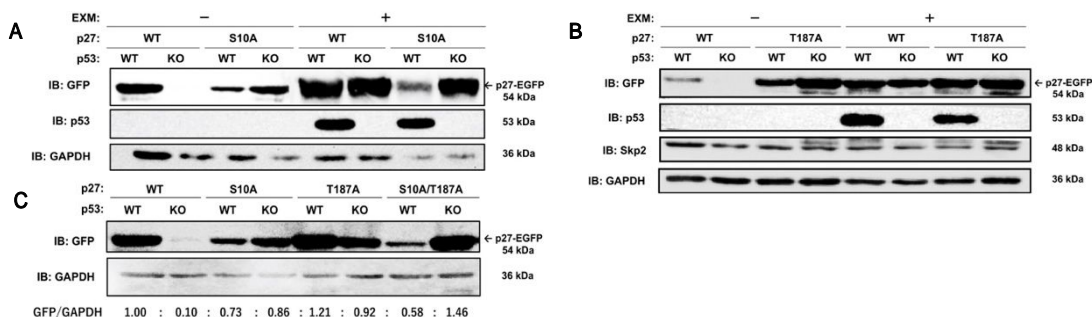 A
EXM: − +
p27: WT S10A WT S10A
p53: WT KO WT KO WT KO WT KO
IB: GFP ← p27-EGFP
54 kDa
IB: p53 53 kDa
IB: GAPDH 36 kDa
B
EXM: − +
p27: WT T187A WT T187A
p53: WT KO WT KO WT KO WT KO
IB: GFP ← p27-EGFP
54 kDa
IB: p53 53 kDa
IB: Skp2 48 kDa
IB: GAPDH 36 kDa
C
p27: WT S10A T187A S10A/T187A
p53: WT KO WT KO WT KO WT KO
IB: GFP ← p27-EGFP
54 kDa
IB: GAPDH 36 kDa
GFP/GAPDH 1.00 : 0.10 : 0.73 : 0.86 : 1.21 : 0.92 : 0.58 : 1.46